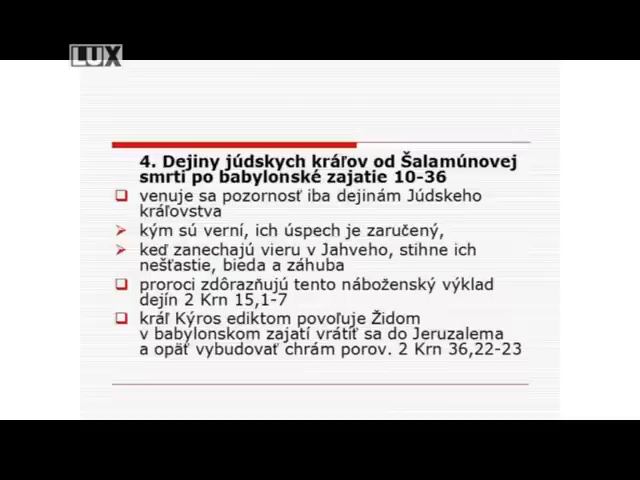 LUX
4. Dejiny júdskych kráľov od Šalamúnovej
smrti po babylonské zajatie 10-36
venuje sa pozornosť iba dejinám Júdskeho
kráľovstva
kým sú verní, ich úspech je zaručený,
keď zanechajú vieru v Jahveho, stihne ich
nešťastie, bieda a záhuba
proroci zdôrazňujú tento náboženský výklad
dejín 2 Krn 15,1-7
kráľ Kýros ediktom povoľuje Židom
v babylonskom zajatí vrátiť sa do Jeruzalema
a opäť vybudovať chrám porov. 2 Krn 36,22-23